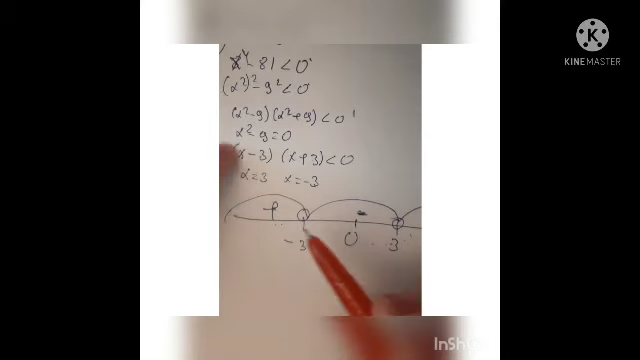 x⁴ - 81 < 0
(x²)² - 9² < 0
(x² - 9)(x² + 9) < 0
x² - 9 = 0
(x - 3) (x + 3) < 0
x = 3 x = -3
+ -
-3 0 3
K
KINEMASTER
InSh